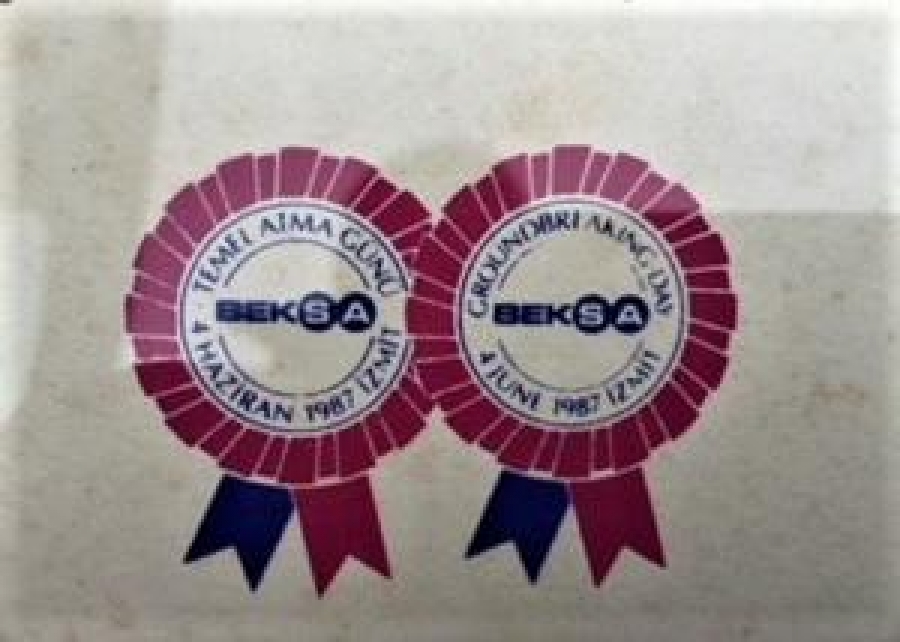 TEMEL ATMA GÜNÜ
BEKSA
4 HAZİRAN 1987 İZMİT
GROUNDBREAKING DAY
BEKSA
4 JUNE 1987 İZMİT